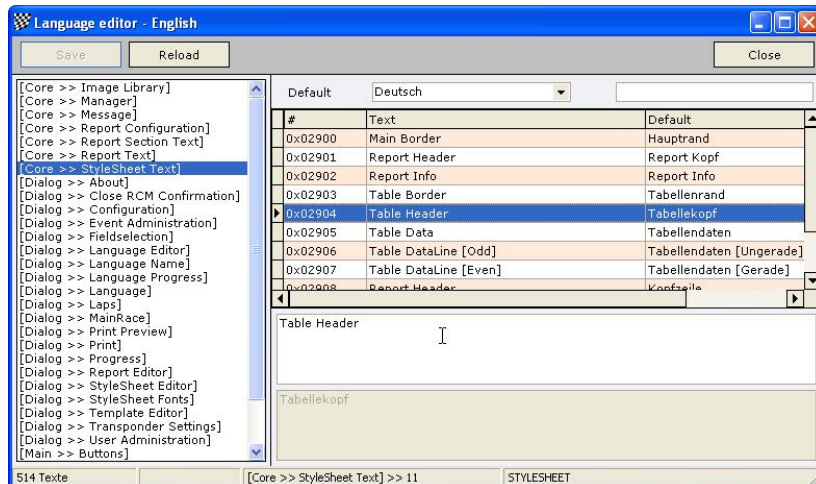 Language editor - English
Save Reload Close
[Core >> Image Library]
[Core >> Manager]
[Core >> Message]
[Core >> Report Configuration]
[Core >> Report Section Text]
[Core >> Report Text]
[Core >> StyleSheet Text]
[Dialog >> About]
[Dialog >> Close RCM Confirmation]
[Dialog >> Configuration]
[Dialog >> Event Administration]
[Dialog >> Fieldselection]
[Dialog >> Language Editor]
[Dialog >> Language Name]
[Dialog >> Language Progress]
[Dialog >> Language]
[Dialog >> Laps]
[Dialog >> MainRace]
[Dialog >> Print Preview]
[Dialog >> Print]
[Dialog >> Progress]
[Dialog >> Report Editor]
[Dialog >> StyleSheet Editor]
[Dialog >> StyleSheet Fonts]
[Dialog >> Template Editor]
[Dialog >> Transponder Settings]
[Dialog >> User Administration]
[Main >> Buttons]
Default Deutsch
# Text Default
0x02900 Main Border Hauptrand
0x02901 Report Header Report Kopf
0x02902 Report Info Report Info
0x02903 Table Border Tabellenrand
0x02904 Table Header Tabellekopf
0x02905 Table Data Tabellendaten
0x02906 Table DataLine [Odd] Tabellendaten [Ungerade]
0x02907 Table DataLine [Even] Tabellendaten [Gerade]
0x02908 Report Header Kopfzeile
Table Header
Tabellekopf
514 Texte [Core >> StyleSheet Text] >> 11 STYLESHEET